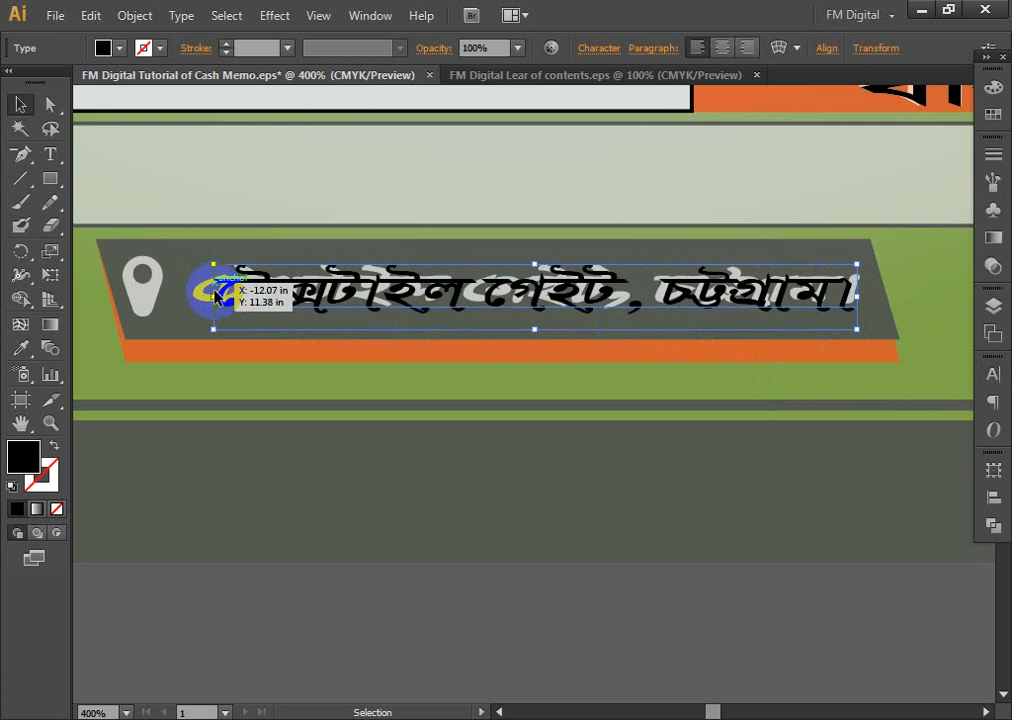 Ai File Edit Object Type Select Effect View Window Help Br FM Digital
Type Stroke: Opacity: 100% Character Paragraph: Align Transform
FM Digital Tutorial of Cash Memo.eps* @ 400% (CMYK/Preview) × FM Digital Lear of contents.eps @ 100% (CMYK/Preview) ×
টেক্সটাইল গেইট, চট্টগ্রাম।
X: -12.07 in
Y: 11.38 in
400% 1 Selection